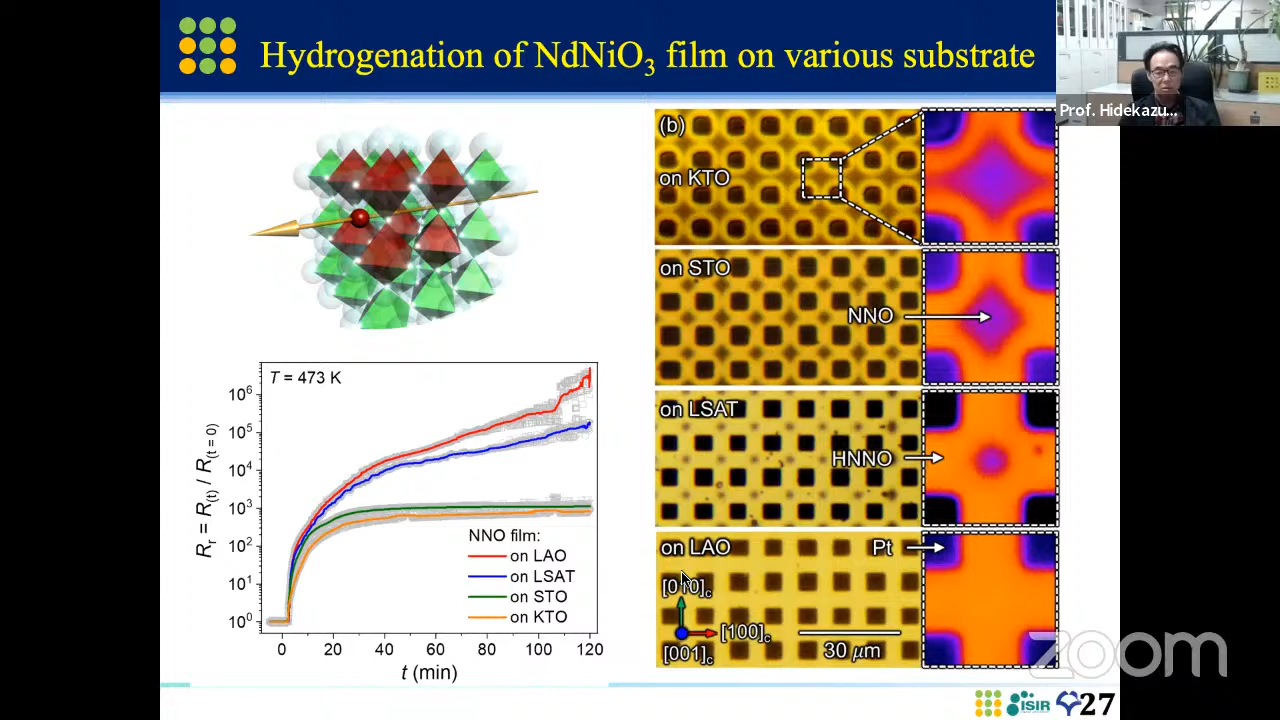 Hydrogenation of NdNiO3 film on various substrate
Prof. Hidekazu...
(b)
on KTO
on STO
NNO
on LSAT
HNNO
on LAO
Pt
[010]c
[100]c
[001]c
30 μm
T = 473 K
Rr = R(t) / R(t = 0)
10^6
10^5
10^4
10^3
10^2
10^1
10^0
NNO film:
on LAO
on LSAT
on STO
on KTO
0 20 40 60 80 100 120
t (min)
zoom
ISIR
27